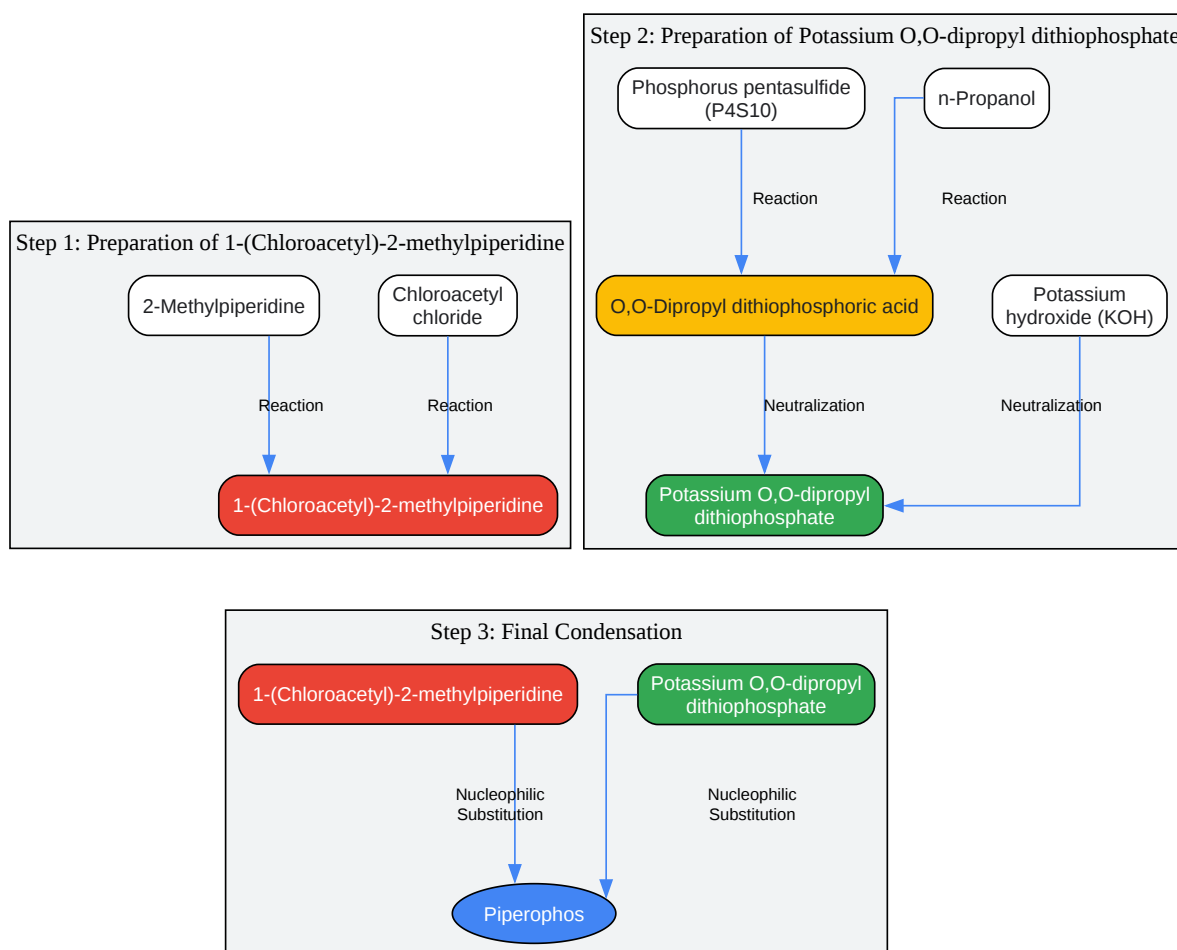 Step 1: Preparation of 1-(Chloroacetyl)-2-methylpiperidine
2-Methylpiperidine
Chloroacetyl
chloride
Reaction
Reaction
1-(Chloroacetyl)-2-methylpiperidine
Step 2: Preparation of Potassium O,O-dipropyl dithiophosphate
Phosphorus pentasulfide
(P4S10)
n-Propanol
Reaction
Reaction
O,O-Dipropyl dithiophosphoric acid
Potassium
hydroxide (KOH)
Neutralization
Neutralization
Potassium O,O-dipropyl
dithiophosphate
Step 3: Final Condensation
1-(Chloroacetyl)-2-methylpiperidine
Potassium O,O-dipropyl
dithiophosphate
Nucleophilic
Substitution
Nucleophilic
Substitution
Piperophos